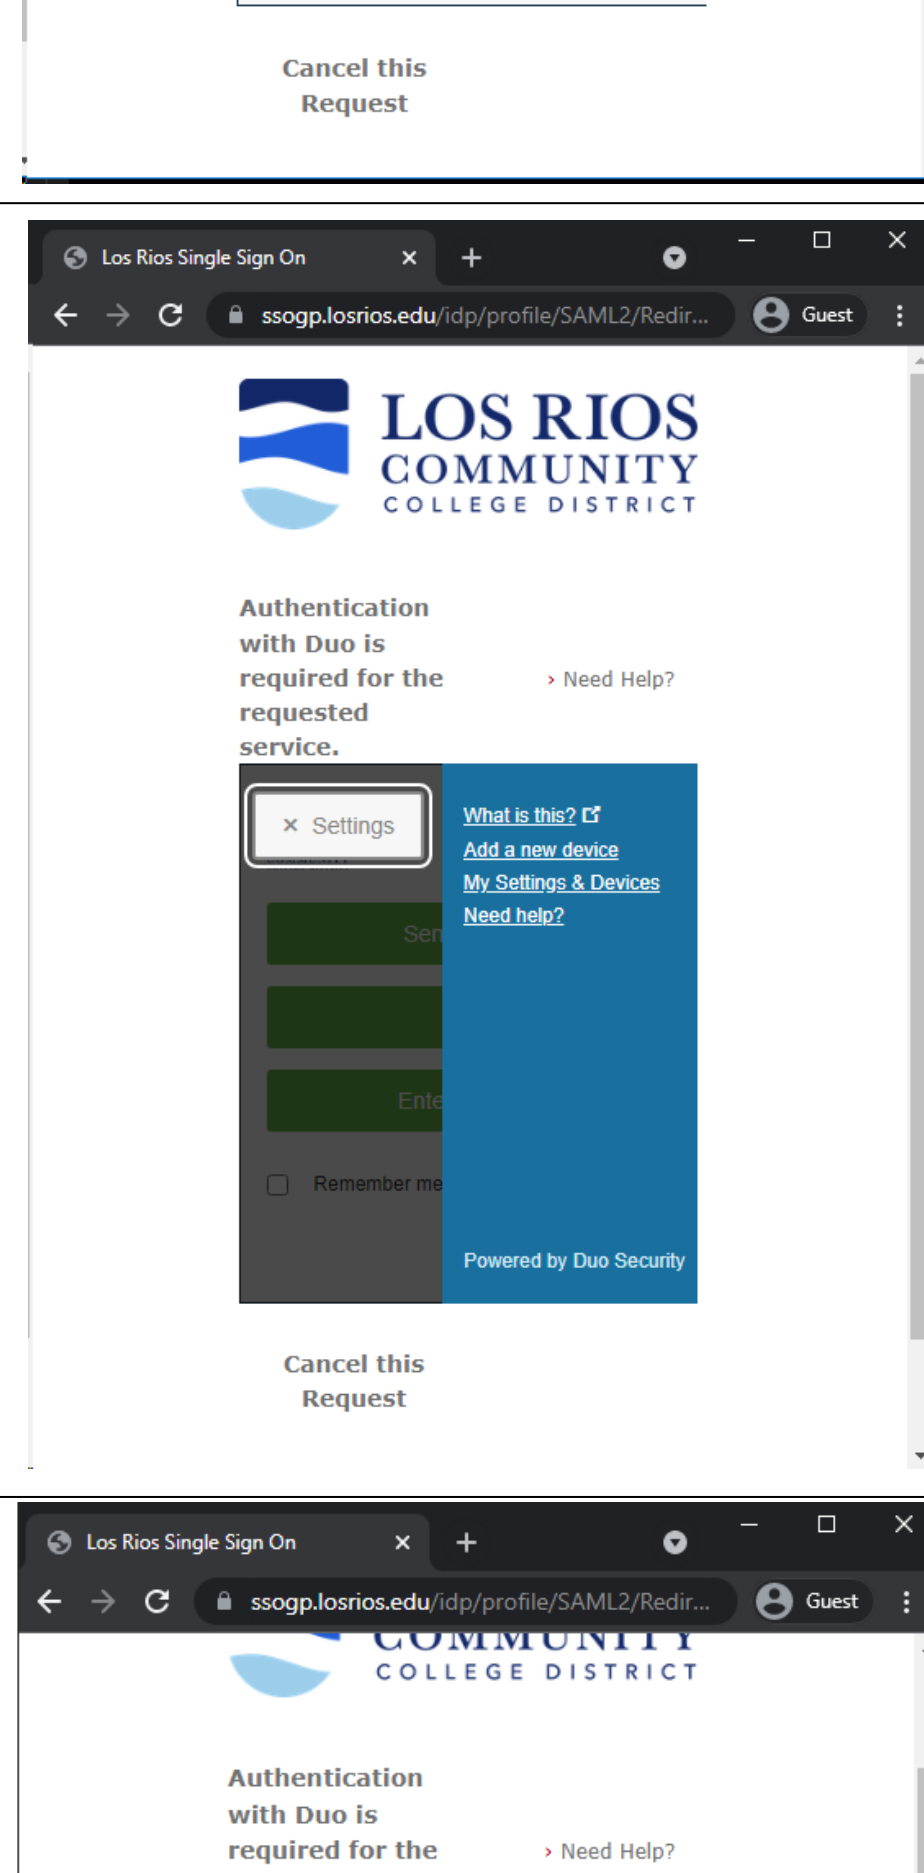 Cancel this
Request
Los Rios Single Sign On
ssogp.losrios.edu/idp/profile/SAML2/Redir...
Guest
LOS RIOS
COMMUNITY
COLLEGE DISTRICT
Authentication
with Duo is
required for the
requested
service.
> Need Help?
× Settings
What is this?
Add a new device
My Settings & Devices
Need help?
Sen
Ente
Remember me
Powered by Duo Security
Cancel this
Request
Los Rios Single Sign On
ssogp.losrios.edu/idp/profile/SAML2/Redir...
Guest
COMMUNITY
COLLEGE DISTRICT
Authentication
with Duo is
required for the
> Need Help?